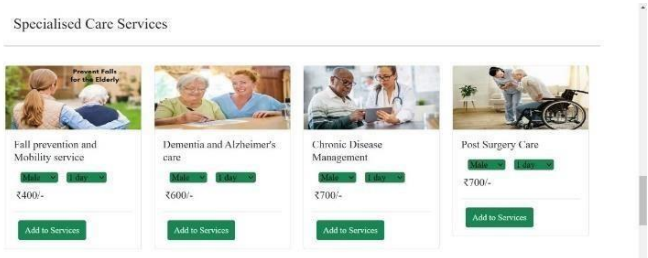 Specialised Care Services
Prevent Falls
for the Elderly
Fall prevention and
Mobility service
Male 1 day
₹400/-
Add to Services
Dementia and Alzheimer's
care
Male 1 day
₹600/-
Add to Services
Chronic Disease
Management
Male 1 day
₹700/-
Add to Services
Post Surgery Care
Male 1 day
₹700/-
Add to Services